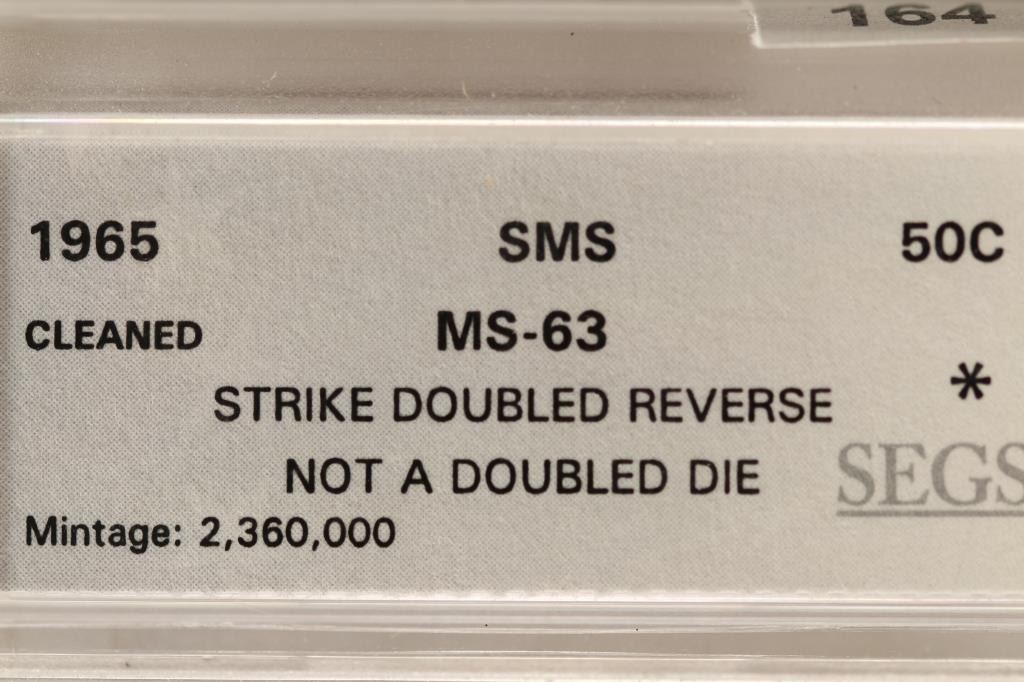 164
1965 SMS 50C
CLEANED MS-63
*
STRIKE DOUBLED REVERSE
NOT A DOUBLED DIE
SEGS
Mintage: 2,360,000